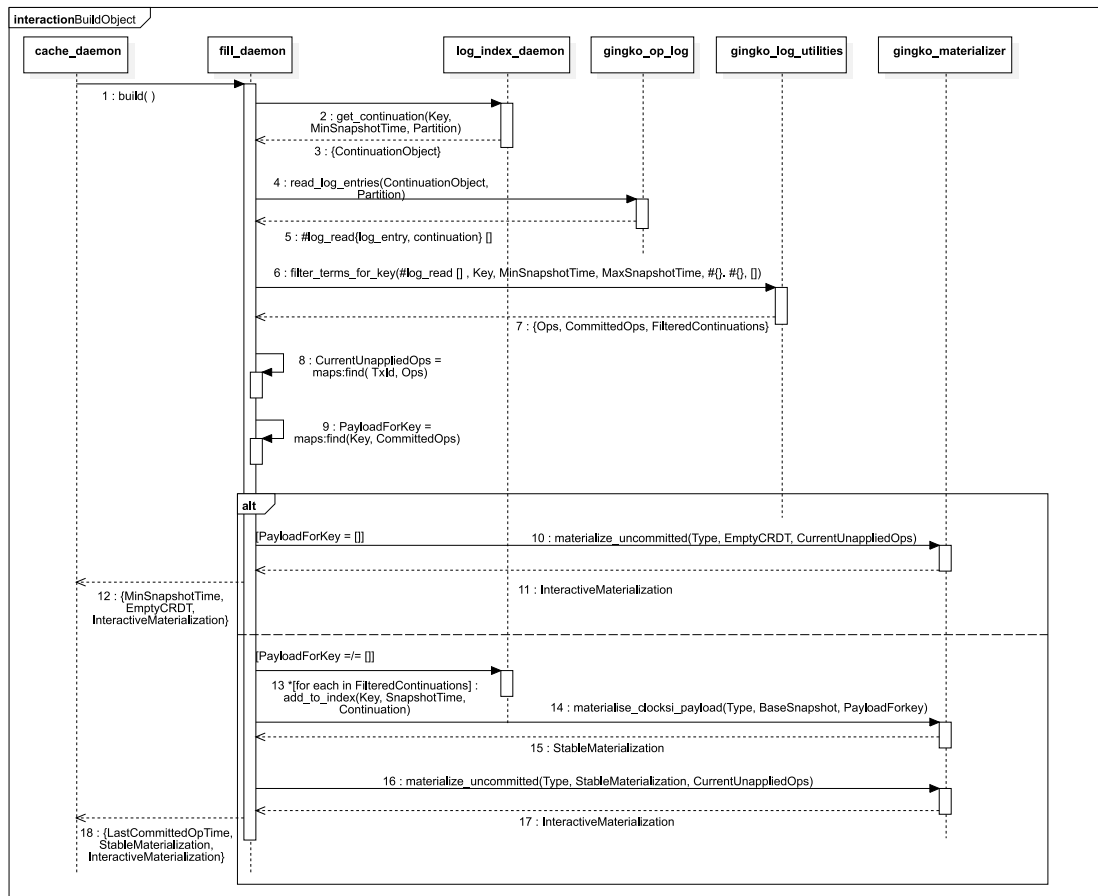 interactionBuildObject
cache_daemon
fill_daemon
log_index_daemon
gingko_op_log
gingko_log_utilities
gingko_materializer
1 : build( )
2 : get_continuation(Key,
MinSnapshotTime, Partition)
3 : {ContinuationObject}
4 : read_log_entries(ContinuationObject,
Partition)
5 : #log_read{log_entry, continuation} []
6 : filter_terms_for_key(#log_read [] , Key, MinSnapshotTime, MaxSnapshotTime, #{}. #{}, [])
7 : {Ops, CommittedOps, FilteredContinuations}
8 : CurrentUnappliedOps =
maps:find( TxId, Ops)
9 : PayloadForKey =
maps:find(Key, CommittedOps)
alt
[PayloadForKey = []]
10 : materialize_uncommitted(Type, EmptyCRDT, CurrentUnappliedOps)
11 : InteractiveMaterialization
12 : {MinSnapshotTime,
EmptyCRDT,
InteractiveMaterialization}
[PayloadForKey =/= []]
13 *[for each in FilteredContinuations] :
add_to_index(Key, SnapshotTime,
Continuation)
14 : materialise_clocksi_payload(Type, BaseSnapshot, PayloadForkey)
15 : StableMaterialization
16 : materialize_uncommitted(Type, StableMaterialization, CurrentUnappliedOps)
17 : InteractiveMaterialization
18 : {LastCommittedOpTime,
StableMaterialization,
InteractiveMaterialization}